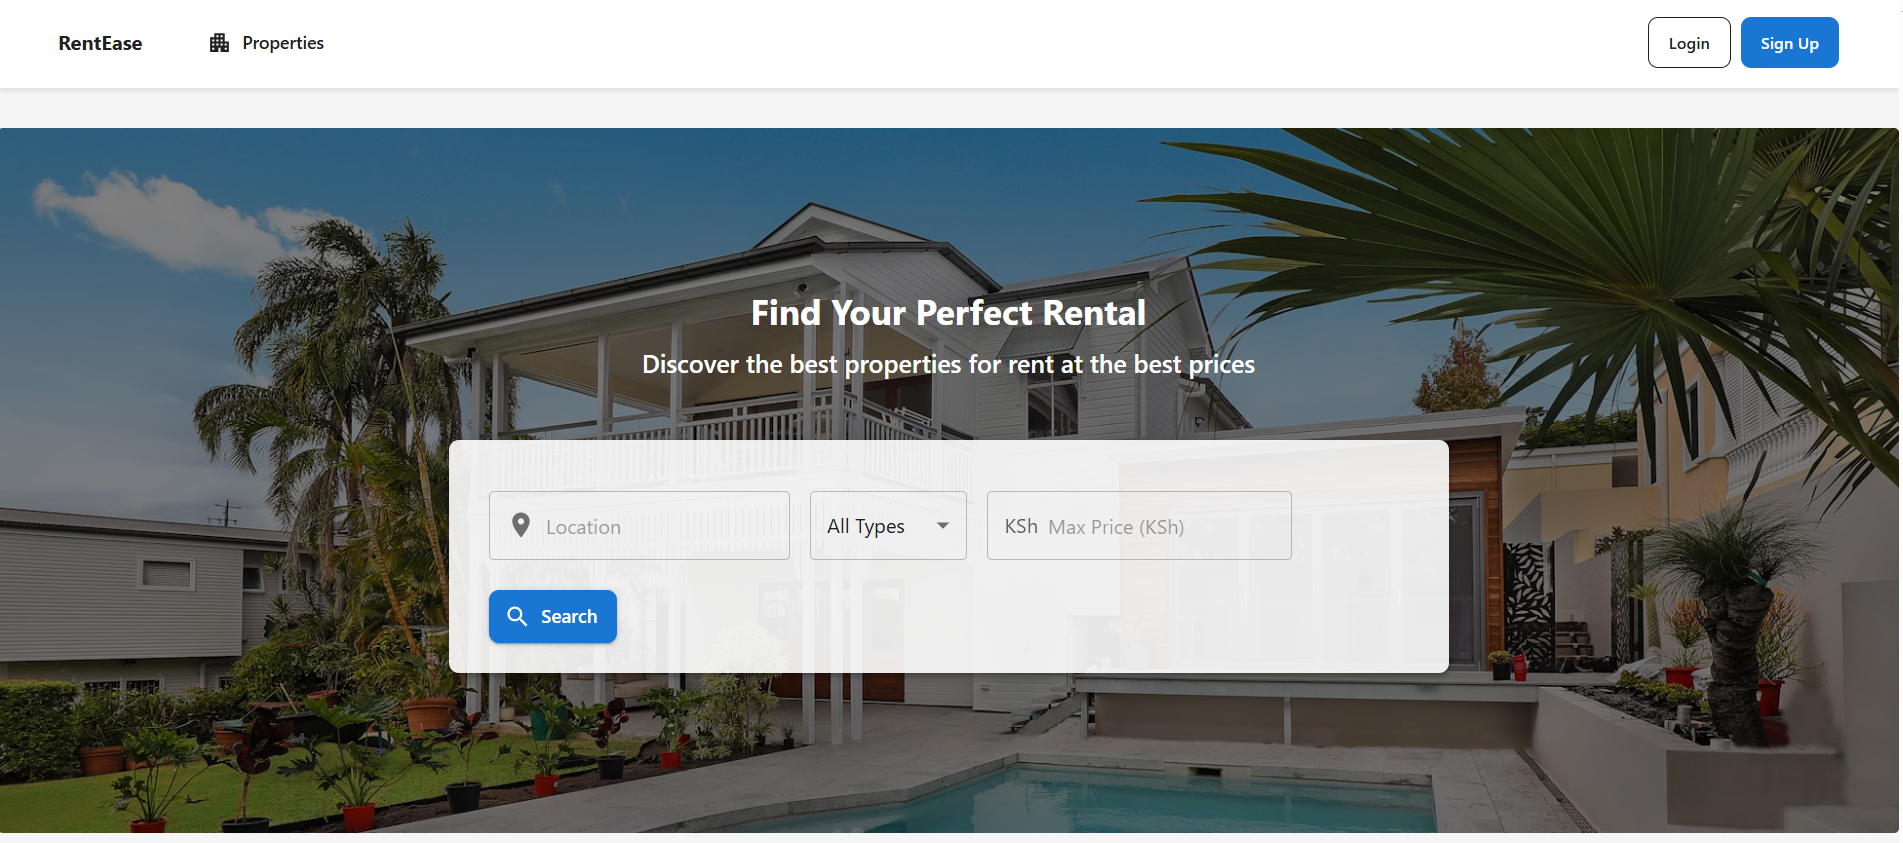 RentEase
Properties
Login
Sign Up
Find Your Perfect Rental
Discover the best properties for rent at the best prices
Location
All Types
KSh Max Price (KSh)
Search